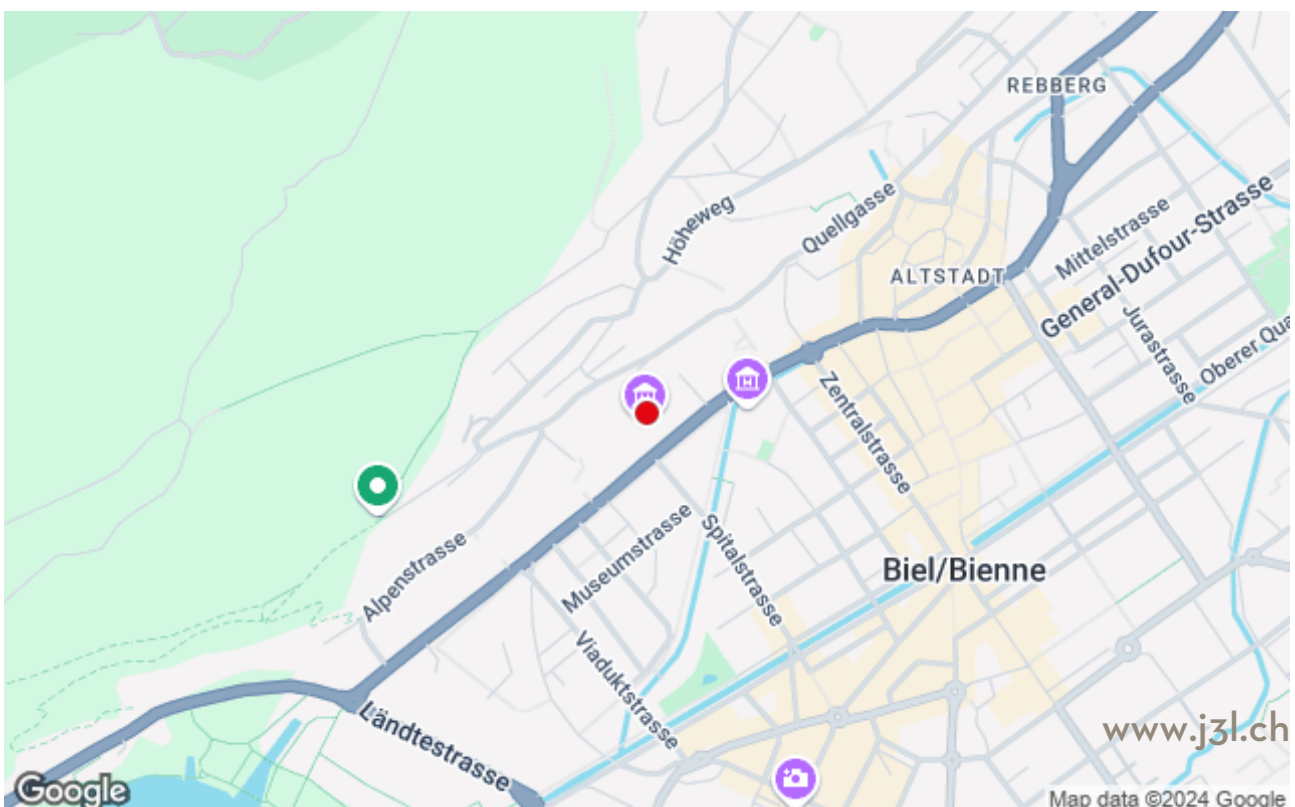 REBBERG
Höheweg
Quellgasse
Mittelstrasse
General-Dufour-Strasse
ALTSTADT
Jurastrasse
Oberer Qua
Zentralstrasse
Museumstrasse
Spitalstrasse
Alpenstrasse
Biel/Bienne
Viaduktstrasse
Ländtestrasse
www.j3l.ch
Google
Map data ©2024 Google